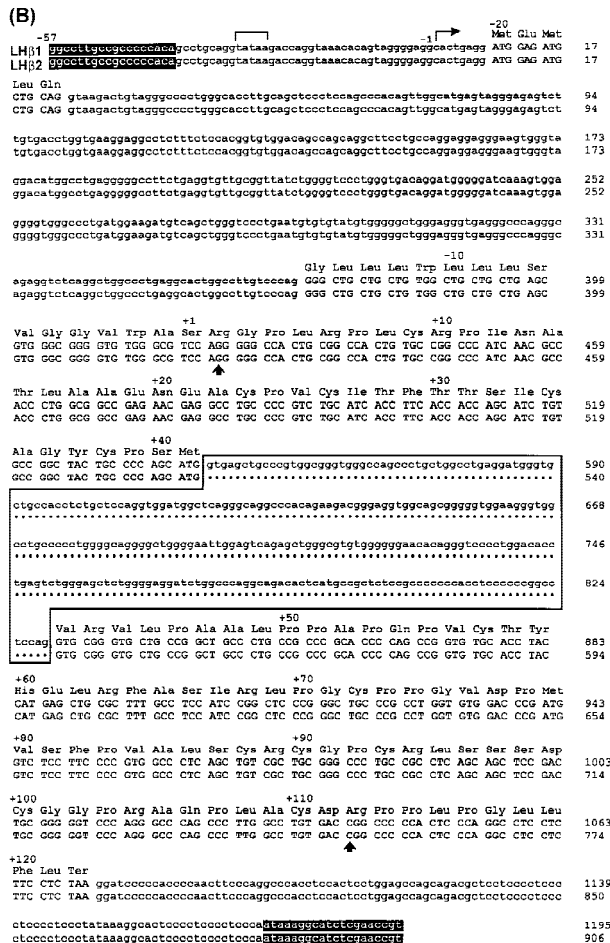 (B)
-57 -1 -20
Met Glu Met
LHβ1 ggccttgccgcccccacagcctgcaggtataagaccaggtaaacacagtaggggaggcactgagg ATG GAG ATG 17
LHβ2 ggccttgccgcccccacagcctgcaggtataagaccaggtaaacacagtaggggaggcactgagg ATG GAG ATG 17
Leu Gln
CTG CAG gtaagactgtagggcccctgggcaccttgcagctccctccagcccacagttggcatgagtagggagagtct 94
CTG CAG gtaagactgtagggcccctgggcaccttgcagctccctccagcccacagttggcatgagtagggagagtct 94
tgtgacctggtgaaggaggcctctttctccacggtatgtggacagccagcaggcttcctgccaggaggagggaagtgggta 173
tgtgacctggtgaaggaggcctctttctccacggtatgtggacagccagcaggcttcctgccaggaggagggaagtgggta 173
ggacatggcctgagggggccttctgaggtgttgcggttatctggggtccctgggtgacaggatgggggatcaaagtgga 252
ggacatggcctgagggggccttctgaggtgttgcggttatctggggtccctgggtgacaggatgggggatcaaagtgga 252
ggggtgggccctgatggaagatgtcagctgggtccctgaatgtgtgtatgtgggggctgggagggtgagggcccagggc 331
ggggtgggccctgatggaagatgtcagctgggtccctgaatgtgtgtatgtgggggctgggagggtgagggcccagggc 331
-10
Gly Leu Leu Leu Trp Leu Leu Leu Ser
agaggtctcaggctggccctgaggcactggccttgtcccag GGG CTG CTG CTG TGG CTG CTG CTG AGC 399
agaggtctcaggctggccctgaggcactggccttgtcccag GGG CTG CTG CTG TGG CTG CTG CTG AGC 399
+1 +10
Val Gly Gly Val Trp Ala Ser Arg Gly Pro Leu Arg Pro Leu Cys Arg Pro Ile Asn Ala
GTG GGC GGG GTG TGG GCG TCC AGG GGG CCA CTG CGG CCA CTG TGC CGG CCC ATC AAC GCC 459
GTG GGC GGG GTG TGG GCG TCC AGG GGG CCA CTG CGG CCA CTG TGC CGG CCC ATC AAC GCC 459
+20 +30
Thr Leu Ala Ala Glu Asn Glu Ala Cys Pro Val Cys Ile Thr Phe Thr Thr Ser Ile Cys
ACC CTG GCG GCC GAG AAC GAG GCC TGC CCC GTC TGC ATC ACC TTC ACC ACC AGC ATC TGT 519
ACC CTG GCG GCC GAG AAC GAG GCC TGC CCC GTC TGC ATC ACC TTC ACC ACC AGC ATC TGT 519
+40
Ala Gly Tyr Cys Pro Ser Met
GCC GGC TAC TGC CCC AGC ATG gtgagctgcccgtggcgggtgggccagccctgctggcctgaggatgggtg 590
GCC GGC TAC TGC CCC AGC ATG .................................................. 540
ctgccacctctgctccaggtggatggctcagggcaggcccacagaagacgggaggtggcagcgggggtggaagggtgg 668
..............................................................................
cctgccccctggggcagggctggggaattggagtcagagctgggcgtgtggggggaacacagggtcccctggacacc 746
..............................................................................
tgagtctgggagctctggggaggatctggcccaggcagacactcatgccgctctccgcccccccacctccccccggcc 824
..............................................................................
+50
Val Arg Val Leu Pro Ala Ala Leu Pro Pro Ala Pro Gln Pro Val Cys Thr Tyr
tccag GTG CGG GTG CTG CCG GCT GCC CTG CCG CCC GCA CCC CAG CCG GTG TGC ACC TAC 883
..... GTG CGG GTG CTG CCG GCT GCC CTG CCG CCC GCA CCC CAG CCG GTG TGC ACC TAC 594
+60 +70
His Glu Leu Arg Phe Ala Ser Ile Arg Leu Pro Gly Cys Pro Pro Gly Val Asp Pro Met
CAT GAG CTG CGC TTT GCC TCC ATC CGG CTC CCG GGC TGC CCG CCT GGT GTG GAC CCG ATG 943
CAT GAG CTG CGC TTT GCC TCC ATC CGG CTC CCG GGC TGC CCG CCT GGT GTG GAC CCG ATG 654
+80 +90
Val Ser Phe Pro Val Ala Leu Ser Cys Arg Cys Gly Pro Cys Arg Leu Ser Ser Ser Asp
GTC TCC TTC CCC GTG GCC CTC AGC TGT CGC TGC GGG CCC TGC CGC CTC AGC AGC TCC GAC 1003
GTC TCC TTC CCC GTG GCC CTC AGC TGT CGC TGC GGG CCC TGC CGC CTC AGC AGC TCC GAC 714
+100 +110
Cys Gly Gly Pro Arg Ala Gln Pro Leu Ala Cys Asp Arg Pro Pro Leu Pro Gly Leu Leu
TGC GGG GGT CCC AGG GCC CAG CCC TTG GCC TGT GAC CGG CCC CCA CTC CCA GGC CTC CTC 1063
TGC GGG GGT CCC AGG GCC CAG CCC TTG GCC TGT GAC CGG CCC CCA CTC CCA GGC CTC CTC 774
+120
Phe Leu Ter
TTC CTC TAA ggatcccccaccccaacttcccaggcccacctccactcctggagccagcagacgctcctccctccc 1139
TTC CTC TAA ggatcccccaccccaacttcccaggcccacctccactcctggagccagcagacgctcctccctccc 850
ctccccctccctataaaggcactccccctcccctccctcccaataaaggcatctcgaaccgt 1195
ctccccctccctataaaggcactccccctcccctccctcccaataaaggcatctcgaaccgt 906